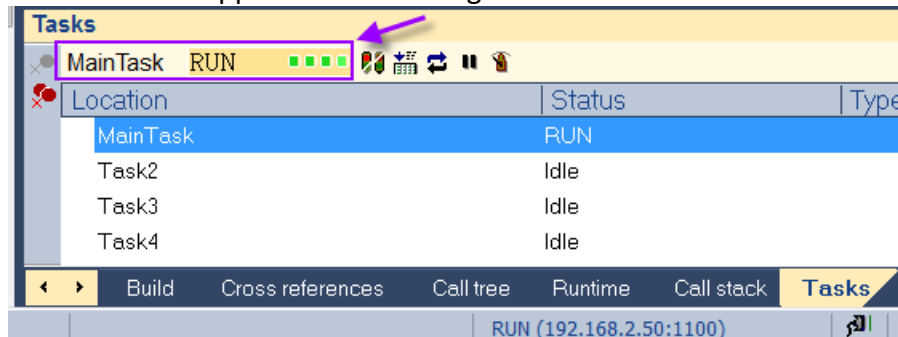 Tasks
MainTask RUN
Location Status Type
MainTask RUN
Task2 Idle
Task3 Idle
Task4 Idle
Build Cross references Call tree Runtime Call stack Tasks
RUN (192.168.2.50:1100)